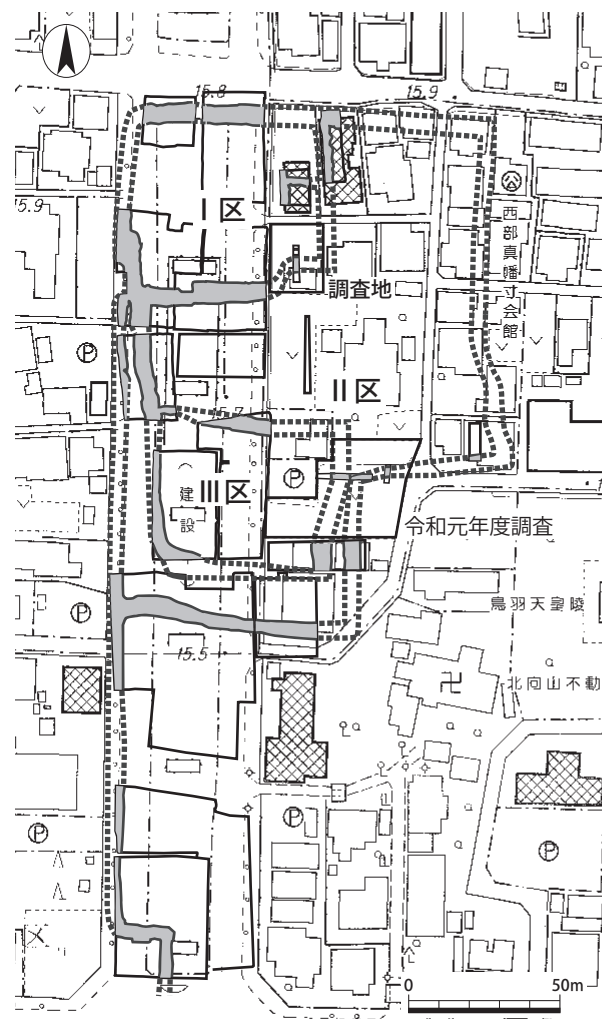 15.8
15.9
15.9
Ⅰ区
西部真幡寸会館
調査地
Ⓟ
Ⅱ区
Ⓟ
Ⅲ区
建設
令和元年度調査
鳥羽天皇陵
Ⓟ
15.5
卍
北向山不動
Ⓟ
Ⓟ
Ⓟ
0 50m